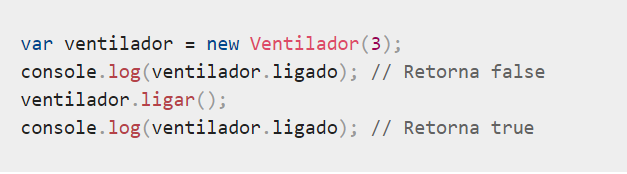 var ventilador = new Ventilador(3);
console.log(ventilador.ligado); // Retorna false
ventilador.ligar();
console.log(ventilador.ligado); // Retorna true